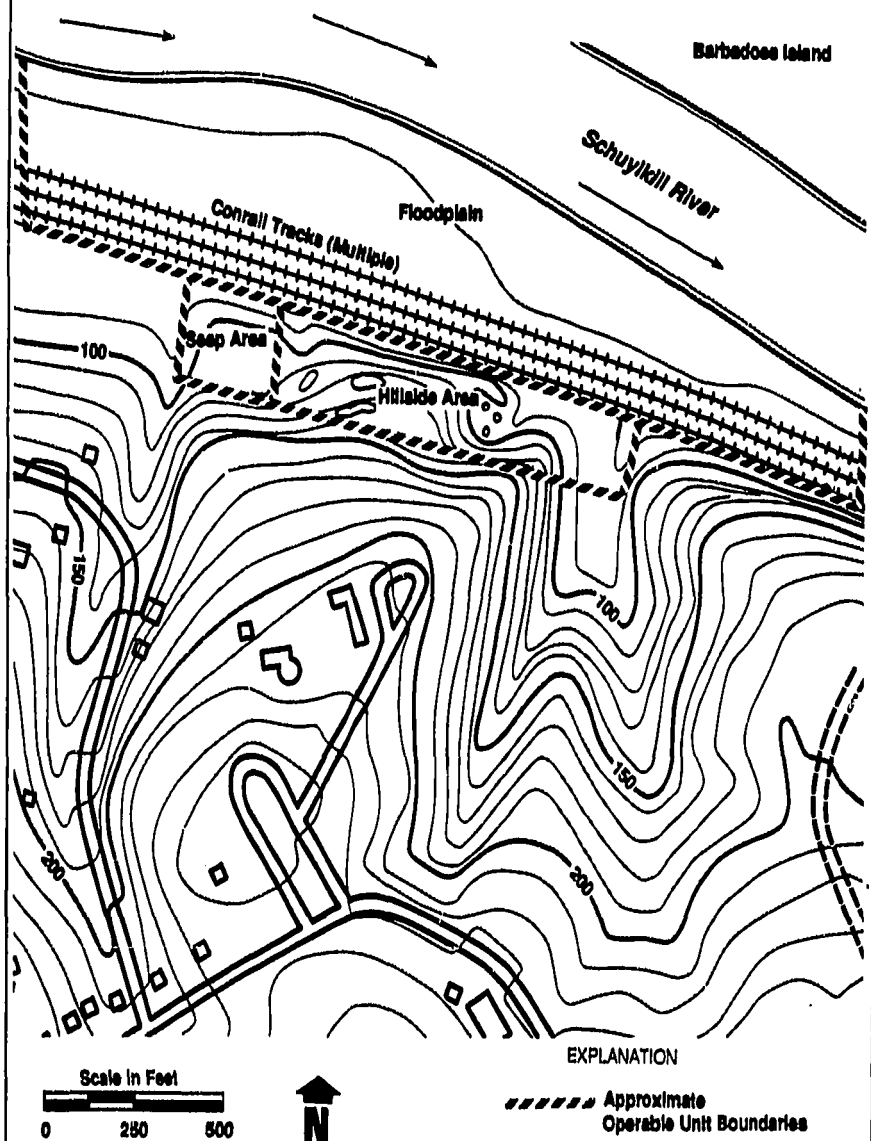 Barbadoes Island
Schuylkill River
Floodplain
Conrail Tracks (Multiple)
Seep Area
Hillside Area
100
150
100
150
200
200
EXPLANATION
Scale in Feet
0 250 500
N
Approximate
Operable Unit Boundaries